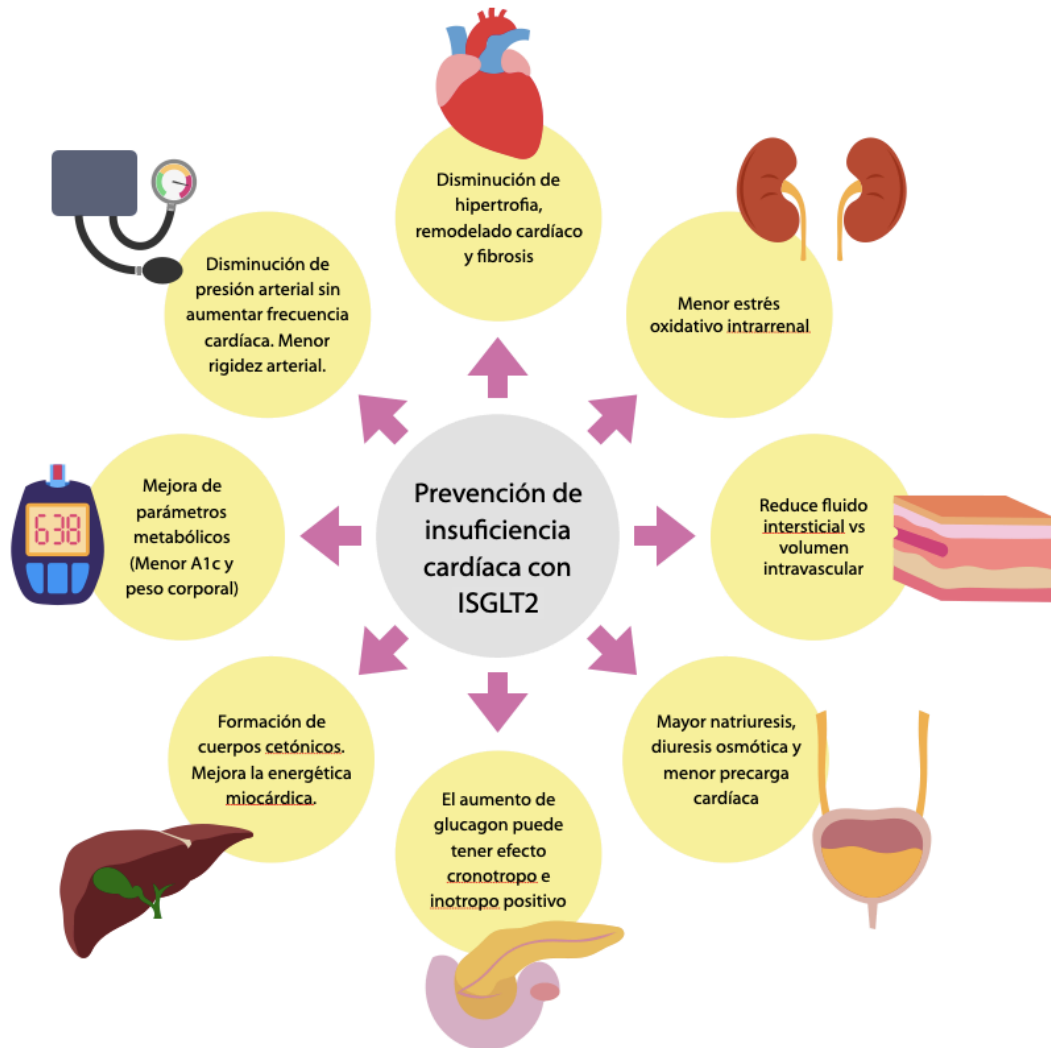 Disminución de
hipertrofia,
remodelado cardíaco
y fibrosis
Disminución de
presión arterial sin
aumentar frecuencia
cardíaca. Menor
rigidez arterial.
Menor estrés
oxidativo intrarrenal
Prevención de
insuficiencia
cardíaca con
ISGLT2
Mejora de
parámetros
metabólicos
(Menor A1c y
peso corporal)
638
Reduce fluido
intersticial vs
volumen
intravascular
Formación de
cuerpos cetónicos.
Mejora la energética
miocárdica.
El aumento de
glucagon puede
tener efecto
cronotropo e
inotropo positivo
Mayor natriuresis,
diuresis osmótica y
menor precarga
cardíaca